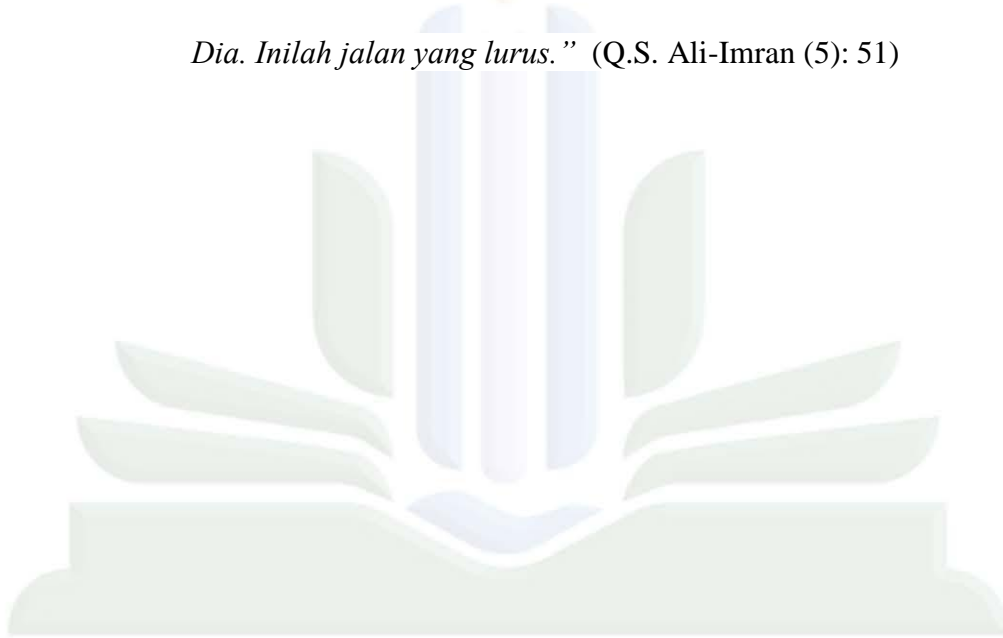 Dia. Inilah jalan yang lurus.” (Q.S. Ali-Imran (5): 51)